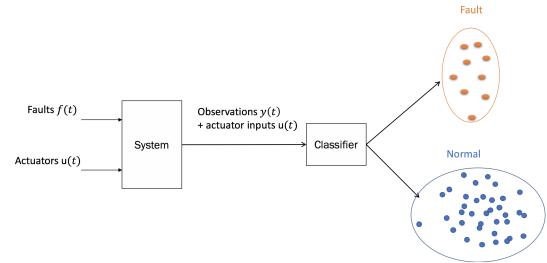 Fault
Faults f(t)
Observations y(t)
+ actuator inputs u(t)
System
Classifier
Actuators u(t)
Normal